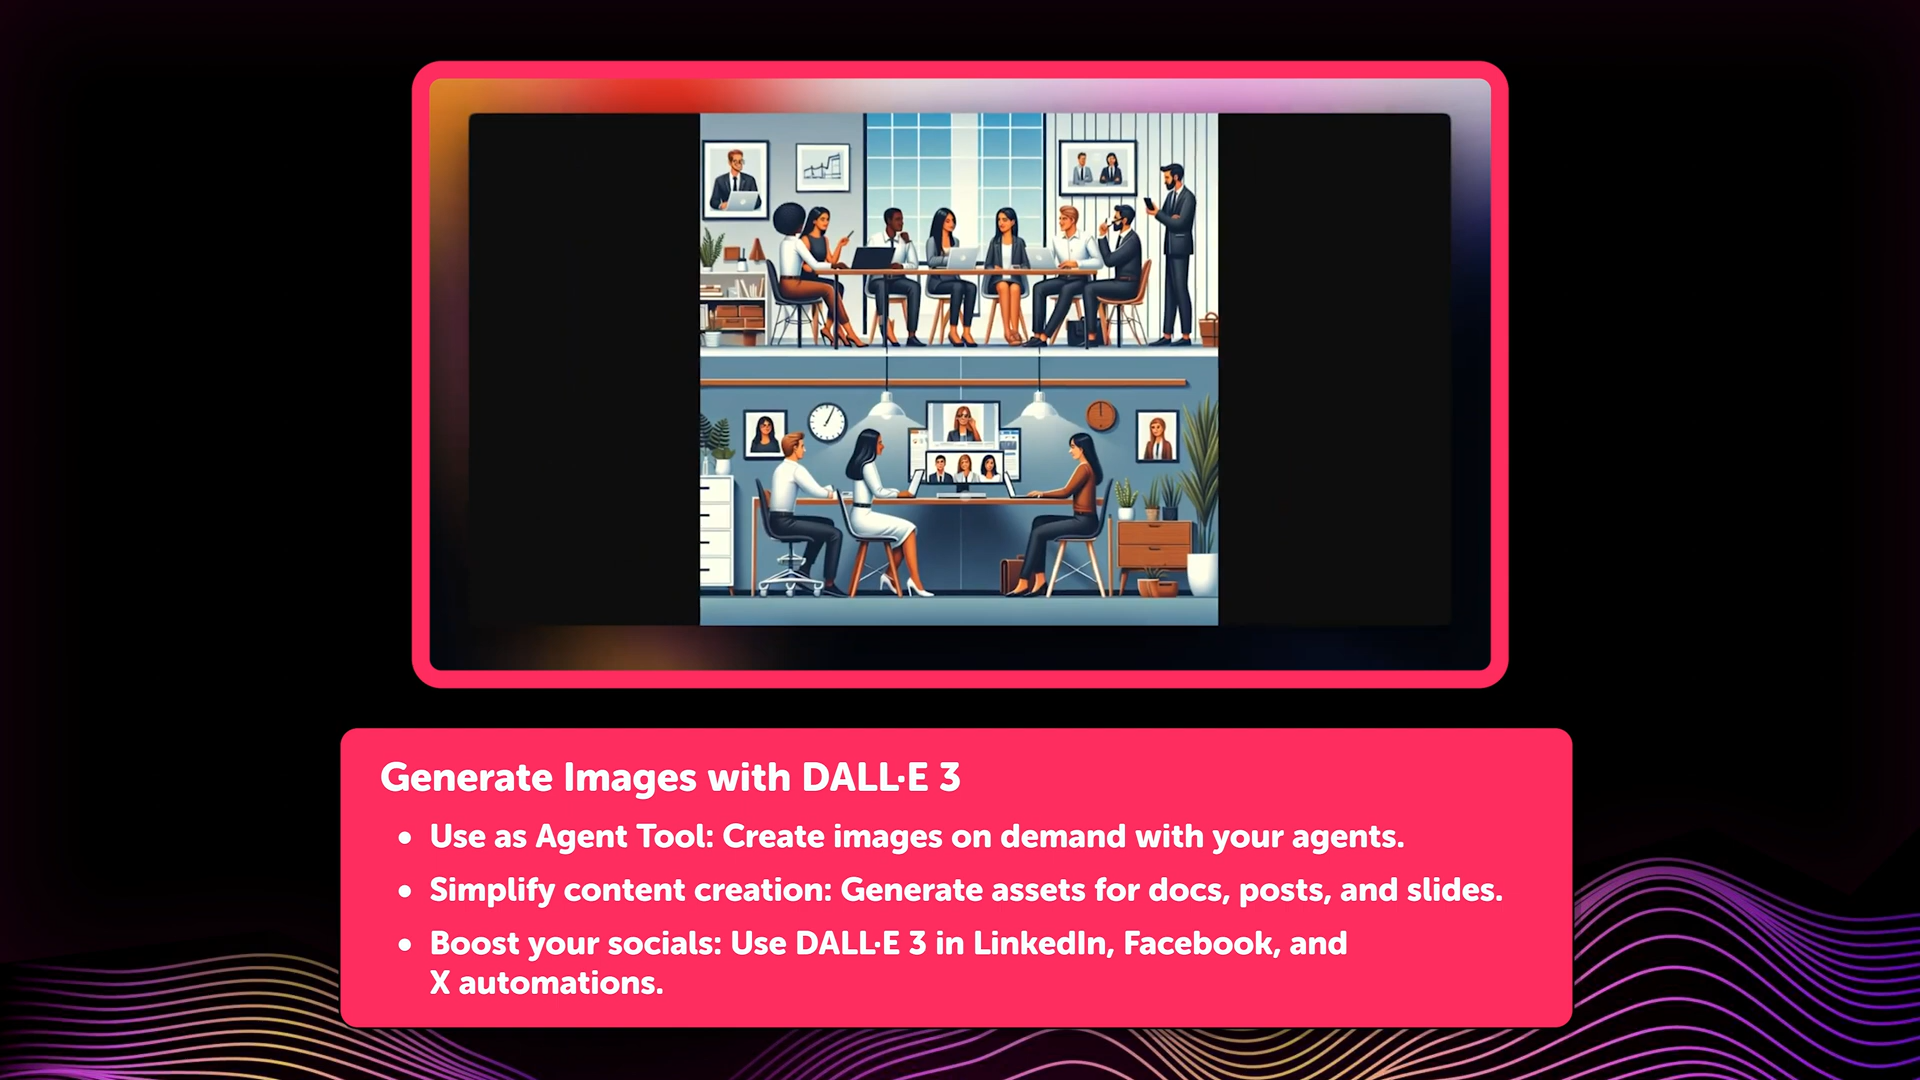 Generate Images with DALL·E 3
• Use as Agent Tool: Create images on demand with your agents.
• Simplify content creation: Generate assets for docs, posts, and slides.
• Boost your socials: Use DALL·E 3 in LinkedIn, Facebook, and
X automations.